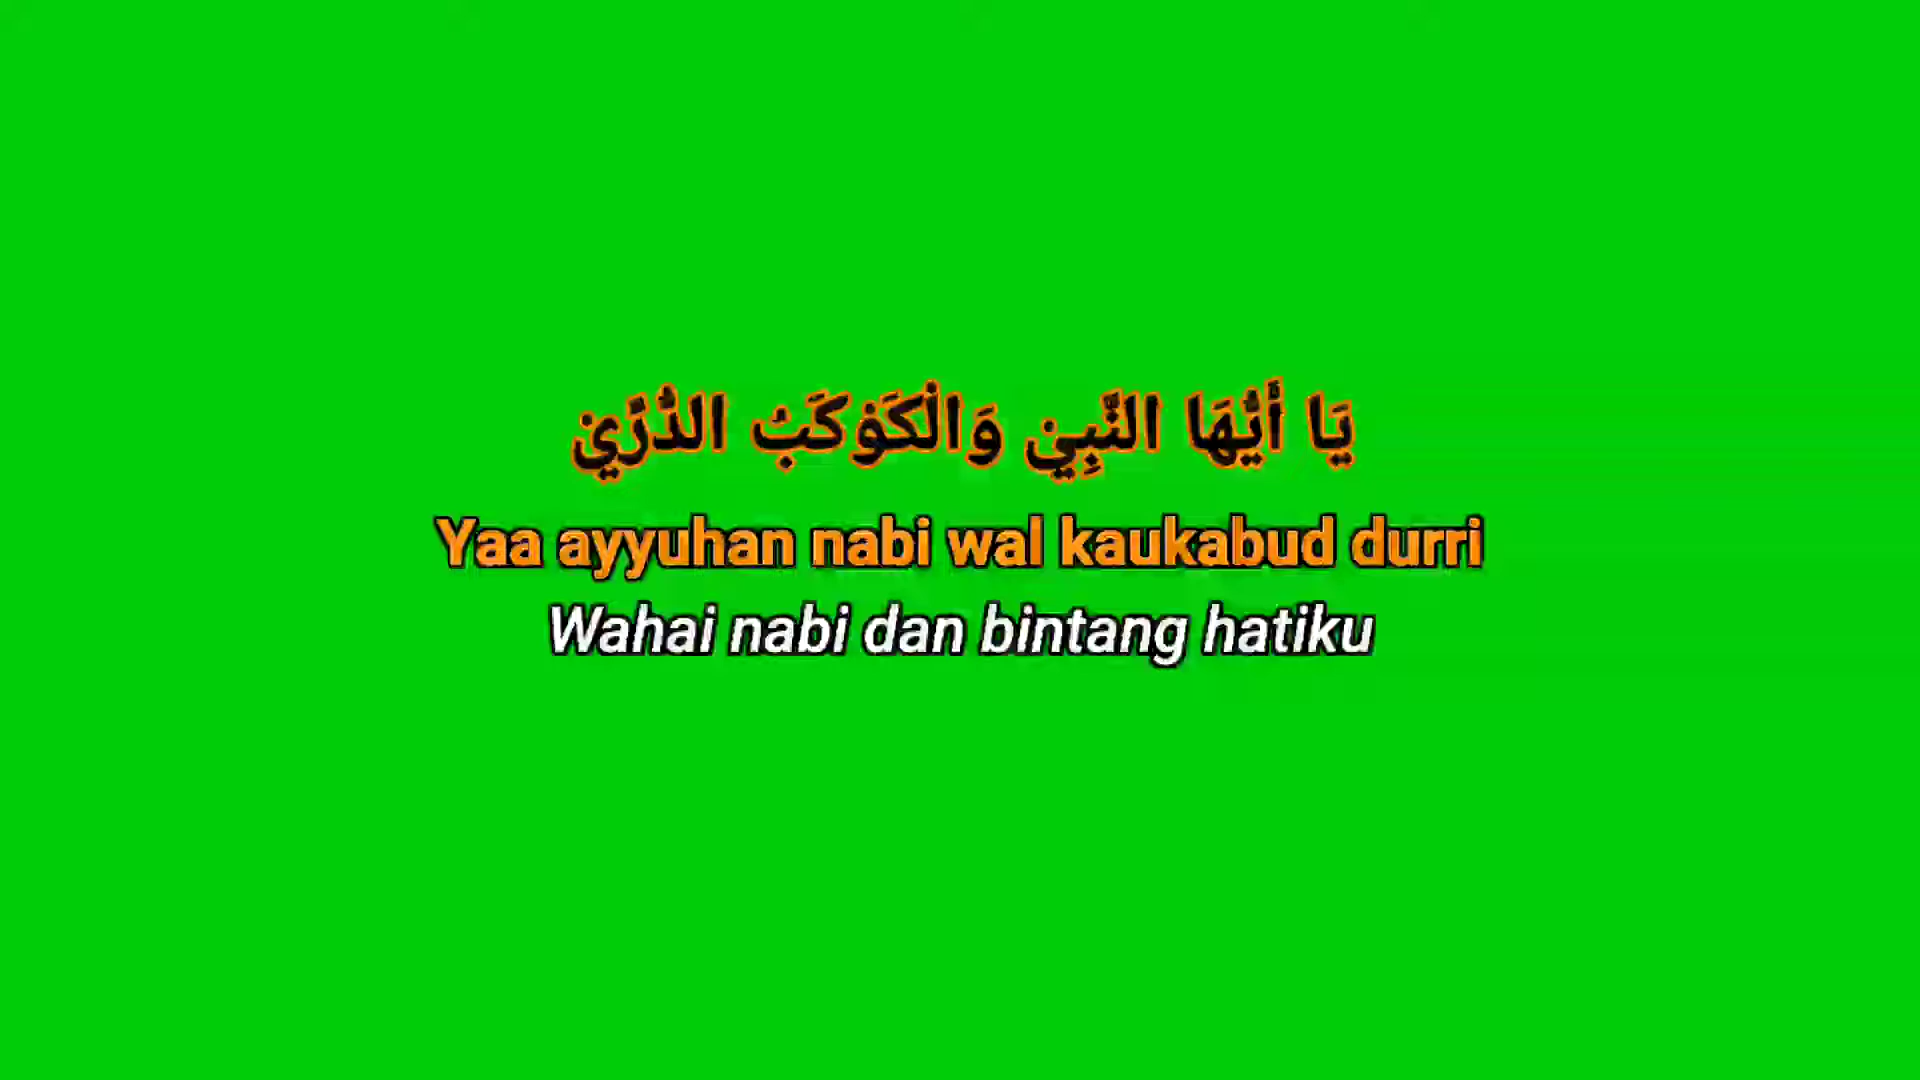 يَا أَيُّهَا النَّبِيْ وَالْكَوْكَبُ الدُّرِّيْ
Yaa ayyuhan nabi wal kaukabud durri
Wahai nabi dan bintang hatiku